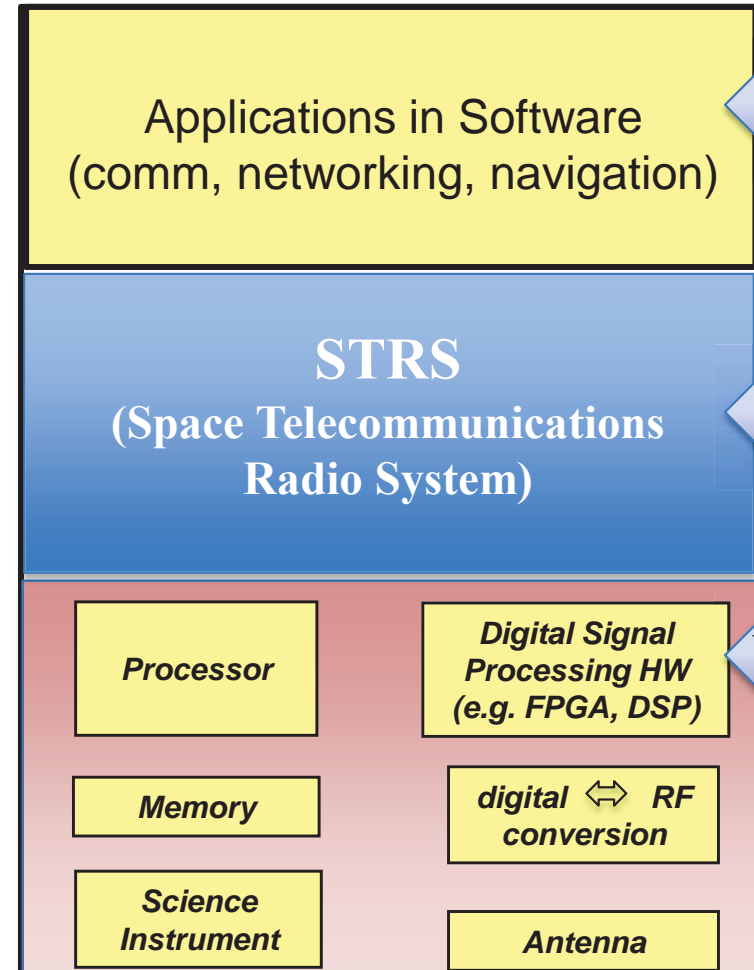 Applications in Software
(comm, networking, navigation)
STRS
(Space Telecommunications
Radio System)
Processor
Digital Signal
Processing HW
(e.g. FPGA, DSP)
Memory
digital ⇔ RF
conversion
Science
Instrument
Antenna